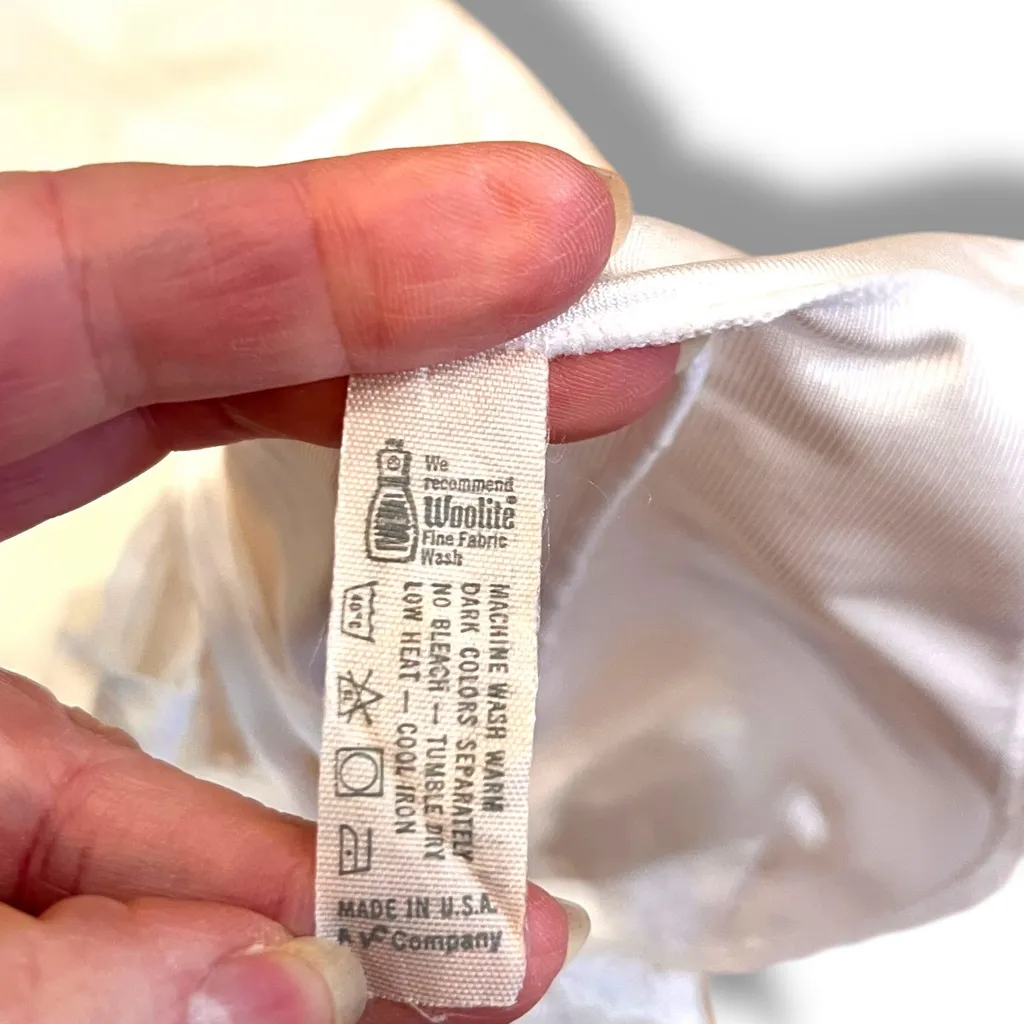 We
recommend
Woolite®
Fine Fabric
Wash
MACHINE WASH WARM
DARK COLORS SEPARATELY
NO BLEACH — TUMBLE DRY
LOW HEAT — COOL IRON
40°C
MADE IN U.S.A.
A VF Company